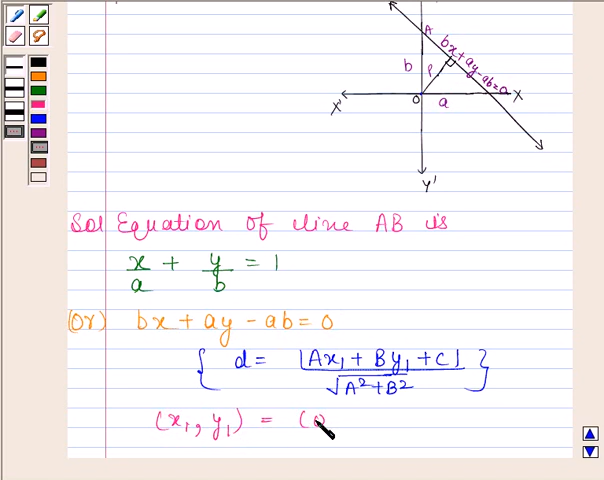 A
bx+ay-ab=0
b
p
O
X' a X
Y'
Sol Equation of line AB is
x/a + y/b = 1
(Or) bx + ay - ab = 0
{ d = |Ax₁ + By₁ + C| / √A²+B² }
(x₁, y₁) = (0